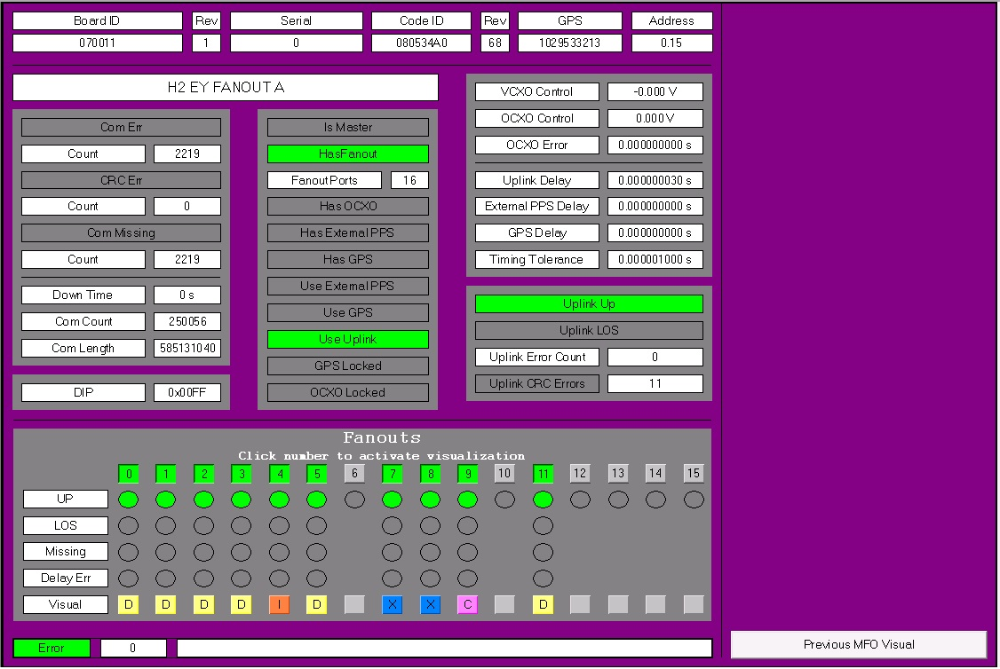 Board ID Rev Serial Code ID Rev GPS Address
070011 1 0 080534A0 68 1029533213 0.15
H2 EY FANOUT A
Com Err
Count 2219
CRC Err
Count 0
Com Missing
Count 2219
Down Time 0 s
Com Count 250056
Com Length 585131040
DIP 0x00FF
Is Master
HasFanout
Fanout Ports 16
Has OCXO
Has External PPS
Has GPS
Use External PPS
Use GPS
Use Uplink
GPS Locked
OCXO Locked
VCXO Control -0.000 V
OCXO Control 0.000 V
OCXO Error 0.000000000 s
Uplink Delay 0.000000030 s
External PPS Delay 0.000000000 s
GPS Delay 0.000000000 s
Timing Tolerance 0.000001000 s
Uplink Up
Uplink LOS
Uplink Error Count 0
Uplink CRC Errors 11
Fanouts
Click number to activate visualization
0 1 2 3 4 5 6 7 8 9 10 11 12 13 14 15
UP
LOS
Missing
Delay Err
Visual D D D D I D X X C D
Error 0
Previous MFO Visual